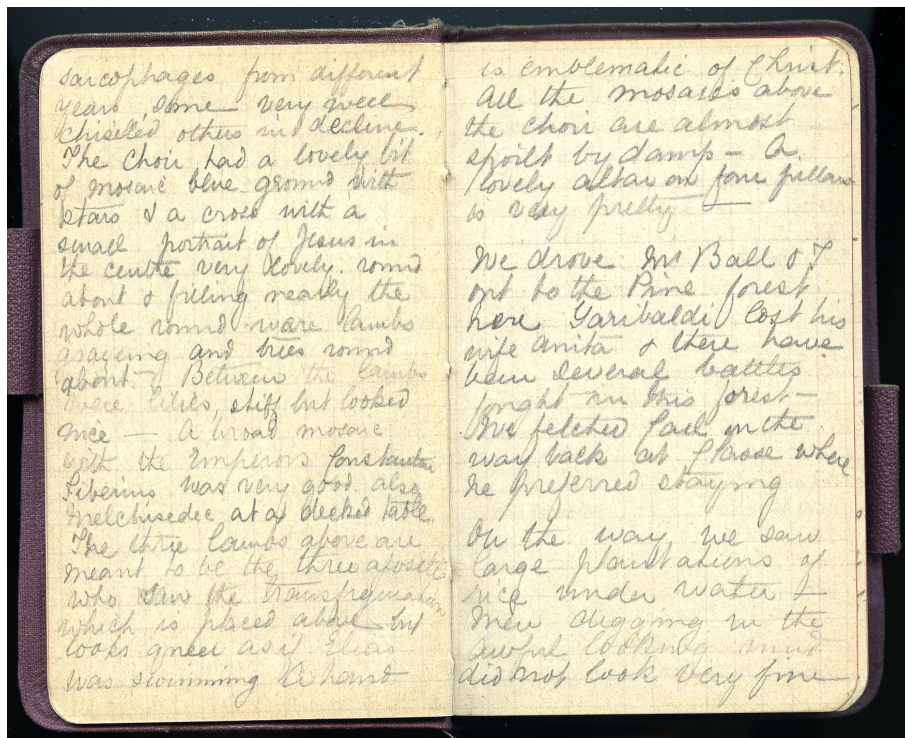 sarcophages from different
years, some very well
chiselled others in decline.
The choir had a lovely bit
of mosaic blue ground with
stars & a cross with a
small portrait of Jesus in
the centre very lovely. round
about & filling nearly the
whole round were lambs
and trees round
about - Between the lambs
were lilies, stiff but looked
nice — A broad mosaic
with the Emperors Constantin
Tiberius was very good also
Melchisedec at a decked table.
The three lambs above are
meant to be the three apostles
who saw the transfiguration
which is placed above but
looks queer as if Elias
was swimming A hand
is emblematic of Christ.
All the mosaics above
the choir are almost
spoilt by damp — A
lovely altar on four pillars
is very pretty —
We drove Mr Ball & I
out to the Pine forest
here Garibaldi lost his
wife Anita & there have
been several battles
fought in this forest —
We fetched Carl on the
way back at Classe where
he preferred staying
On the way we saw
large plantations of
rice under water —
Men digging in the
awful looking mud
did not look very fine